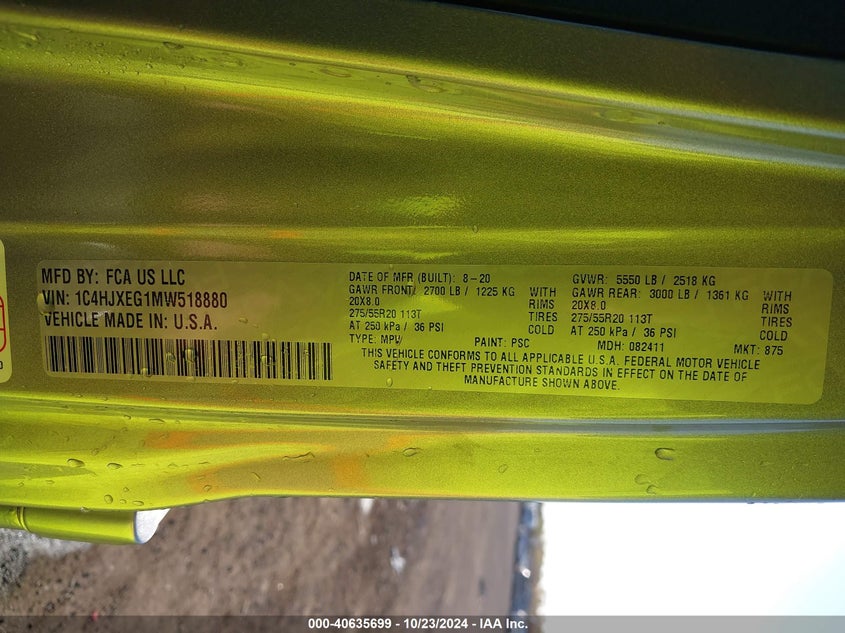 MFD BY: FCA US LLC
VIN: 1C4HJXEG1MW518880
VEHICLE MADE IN: U.S.A.
DATE OF MFR (BUILT): 8-20
GVWR: 5550 LB / 2518 KG
GAWR FRONT/ 2700 LB / 1225 KG WITH
GAWR REAR: 3000 LB / 1361 KG WITH
20X8.0 RIMS
20X8.0 RIMS
275/55R20 113T TIRES
275/55R20 113T TIRES
AT 250 kPa / 36 PSI COLD
AT 250 kPa / 36 PSI COLD
TYPE: MPV PAINT: PSC MDH: 082411 MKT: 875
THIS VEHICLE CONFORMS TO ALL APPLICABLE U.S.A. FEDERAL MOTOR VEHICLE
SAFETY AND THEFT PREVENTION STANDARDS IN EFFECT ON THE DATE OF
MANUFACTURE SHOWN ABOVE.
000-40635699 - 10/23/2024 - IAA Inc.